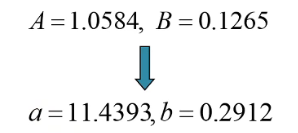 A = 1.0584, B = 0.1265
a = 11.4393, b = 0.2912